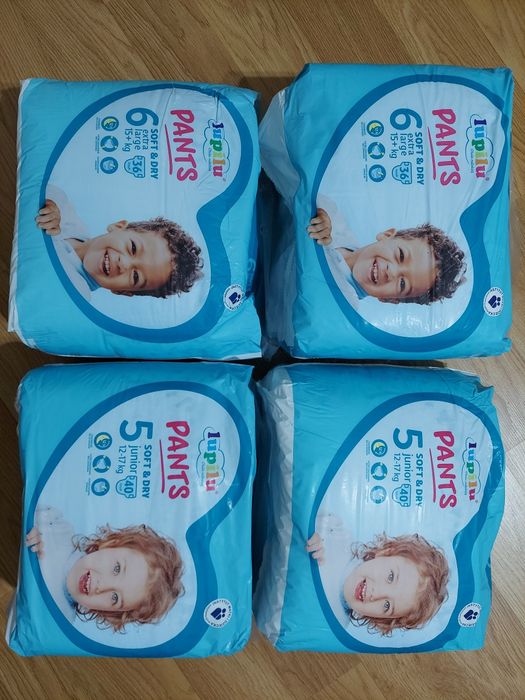 lupilu
PANTS
6
SOFT & DRY
extra
large
15+ kg
36
lupilu
PANTS
6
SOFT & DRY
extra
large
15+ kg
36
lupilu
PANTS
5
SOFT & DRY
junior
12-17 kg
40
lupilu
PANTS
5
SOFT & DRY
junior
12-17 kg
40